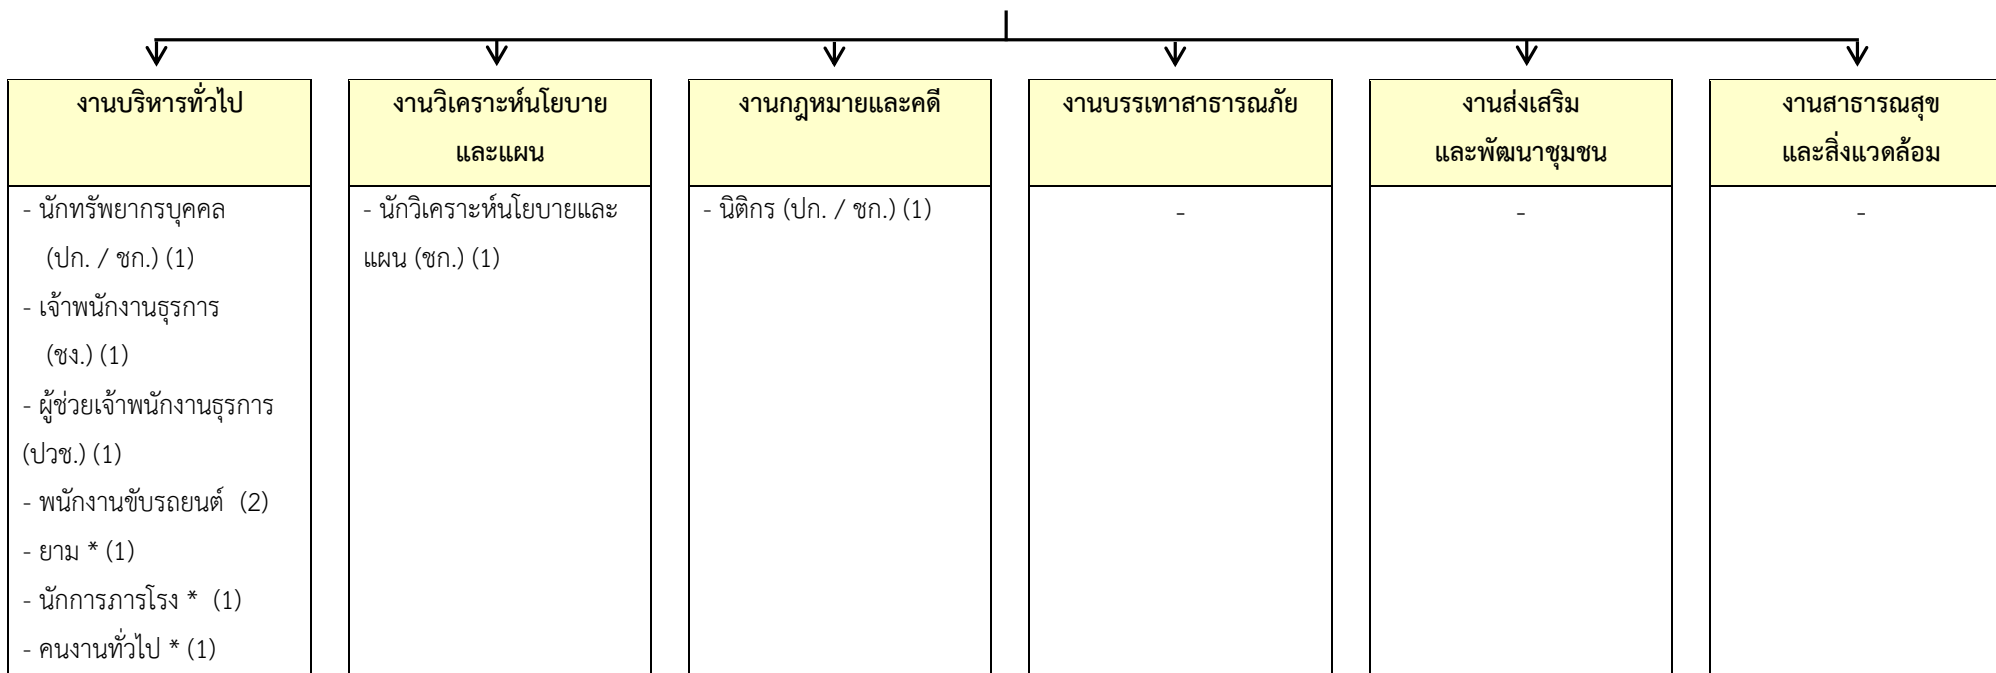 งานบริหารทั่วไป
- นักทรัพยากรบุคคล
(ปก. / ชก.) (1)
- เจ้าพนักงานธุรการ
(ชง.) (1)
- ผู้ช่วยเจ้าพนักงานธุรการ
(ปวช.) (1)
- พนักงานขับรถยนต์ (2)
- ยาม * (1)
- นักการภารโรง * (1)
- คนงานทั่วไป * (1)
งานวิเคราะห์นโยบาย
และแผน
- นักวิเคราะห์นโยบายและ
แผน (ชก.) (1)
งานกฎหมายและคดี
- นิติกร (ปก. / ชก.) (1)
งานบรรเทาสาธารณภัย
-
งานส่งเสริม
และพัฒนาชุมชน
-
งานสาธารณสุข
และสิ่งแวดล้อม
-